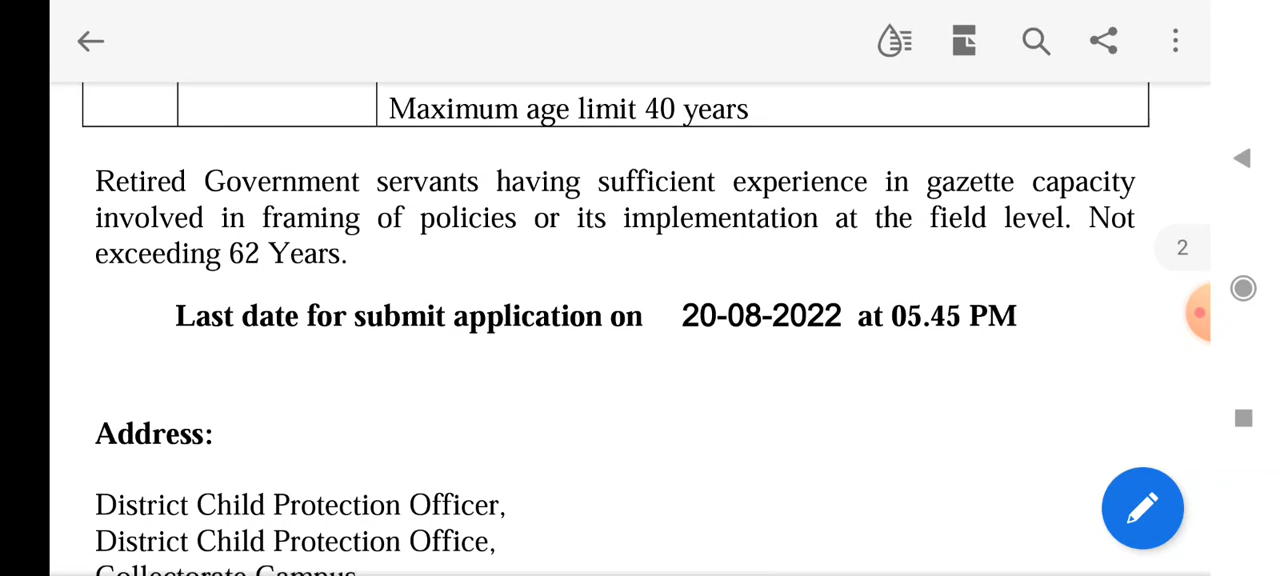 Maximum age limit 40 years
Retired Government servants having sufficient experience in gazette capacity
involved in framing of policies or its implementation at the field level. Not
exceeding 62 Years.
2
Last date for submit application on 20-08-2022 at 05.45 PM
Address:
District Child Protection Officer,
District Child Protection Office,
Collectorate Campus